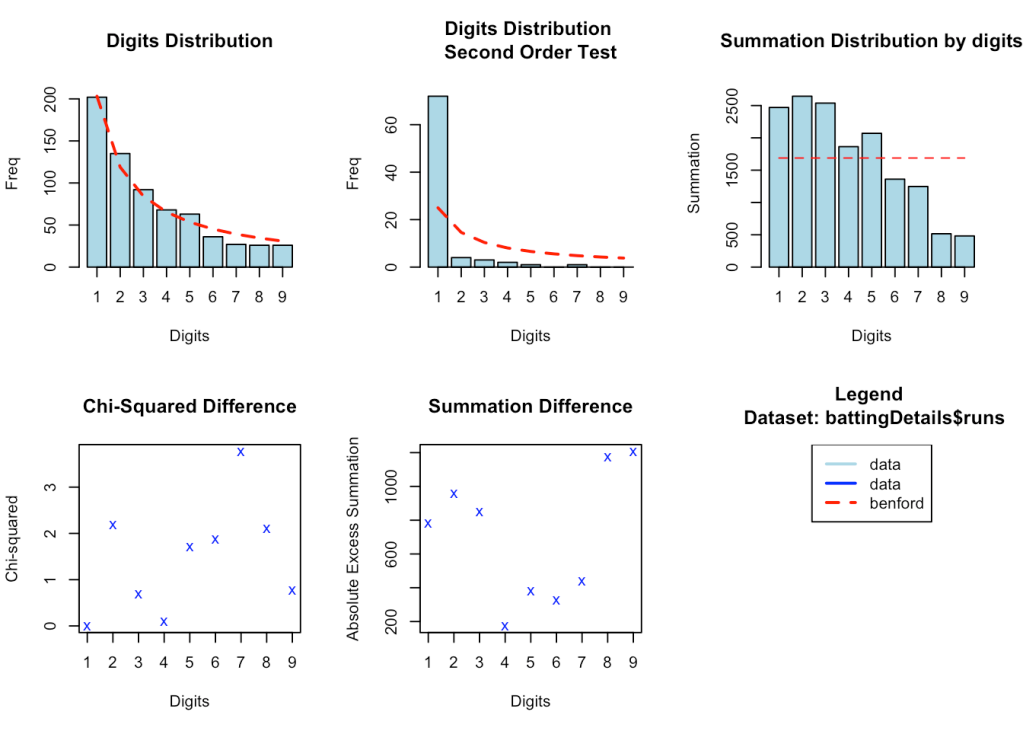 Digits Distribution
Freq
0 50 100 150 200
1 2 3 4 5 6 7 8 9
Digits
Digits Distribution
Second Order Test
Freq
0 20 40 60
1 2 3 4 5 6 7 8 9
Digits
Summation Distribution by digits
Summation
0 500 1500 2500
1 2 3 4 5 6 7 8 9
Digits
Chi-Squared Difference
Chi-squared
0 1 2 3
1 2 3 4 5 6 7 8 9
Digits
Summation Difference
Absolute Excess Summation
200 600 1000
1 2 3 4 5 6 7 8 9
Digits
Legend
Dataset: battingDetails$runs
data
data
benford